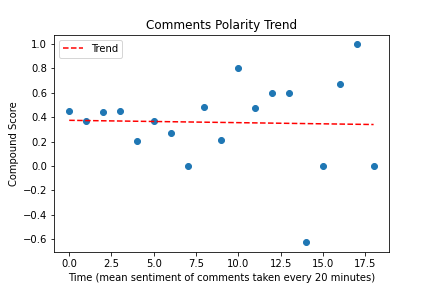 Comments Polarity Trend
Trend
1.0
0.8
0.6
0.4
0.2
0.0
−0.2
−0.4
−0.6
Compound Score
0.0 2.5 5.0 7.5 10.0 12.5 15.0 17.5
Time (mean sentiment of comments taken every 20 minutes)